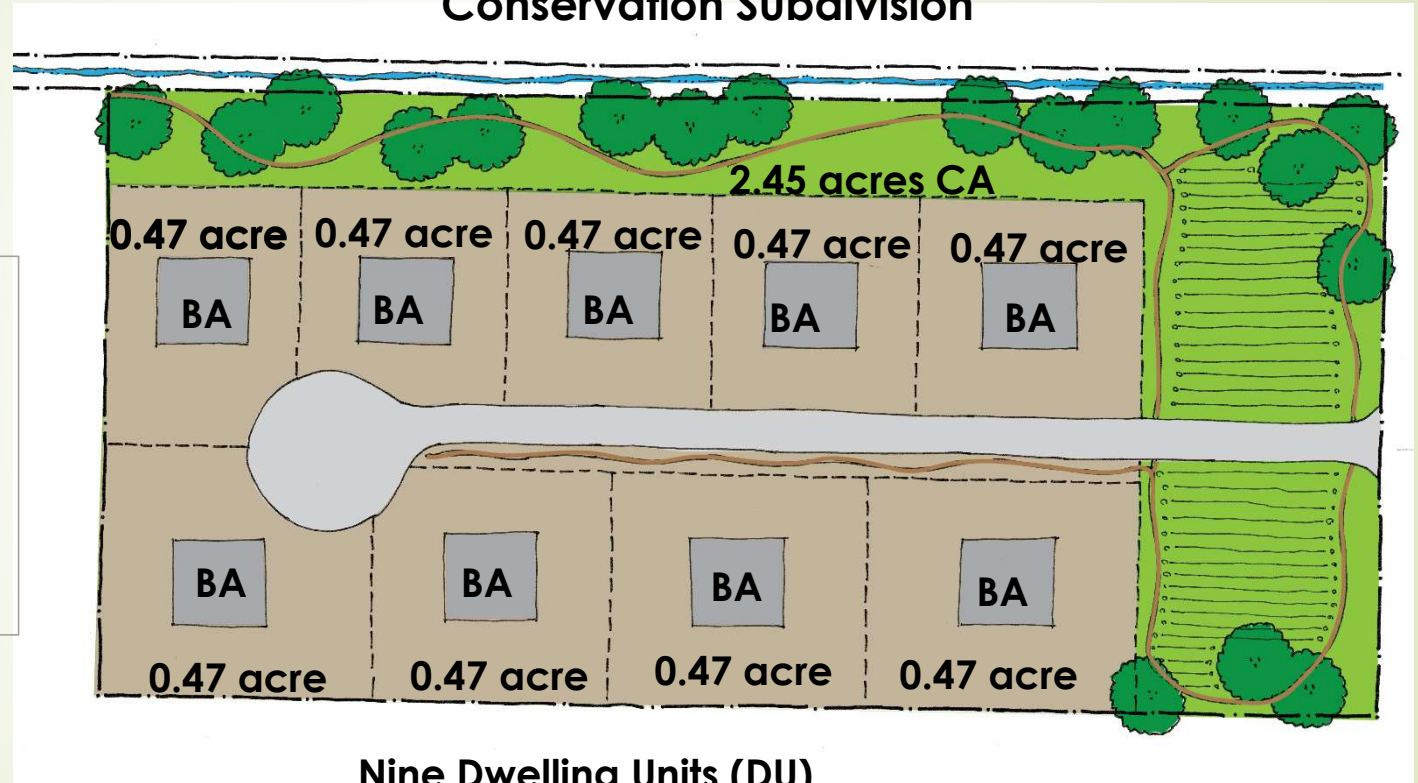 Conservation Subdivision
2.45 acres CA
0.47 acre 0.47 acre 0.47 acre 0.47 acre 0.47 acre
BA BA BA BA BA
BA BA BA BA
0.47 acre 0.47 acre 0.47 acre 0.47 acre
Nine Dwelling Units (DU)